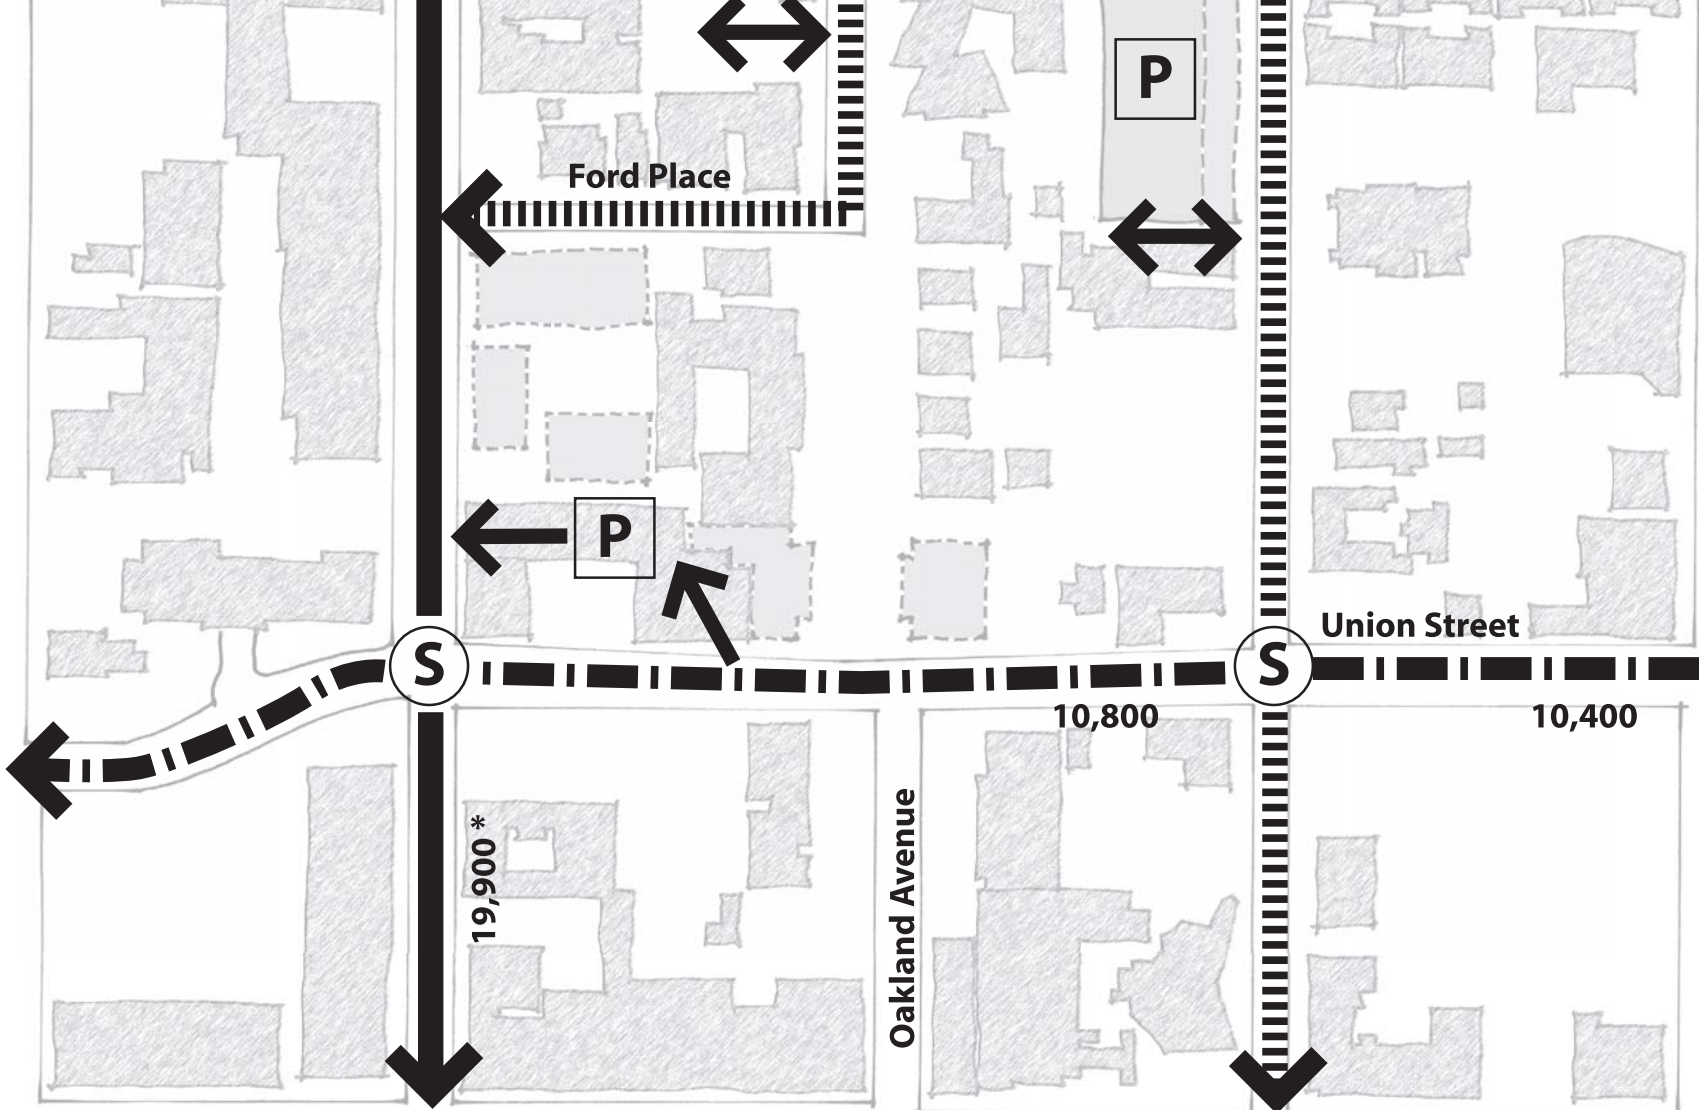 P
Ford Place
P
Union Street
S
S
10,800
10,400
19,900 *
Oakland Avenue